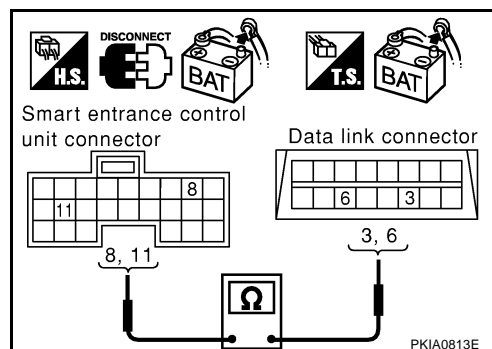 DISCONNECT
H.S.
BAT
T.S.
BAT
Smart entrance control
unit connector
Data link connector
8
11
6 3
8, 11
3, 6
Ω
PKIA0813E